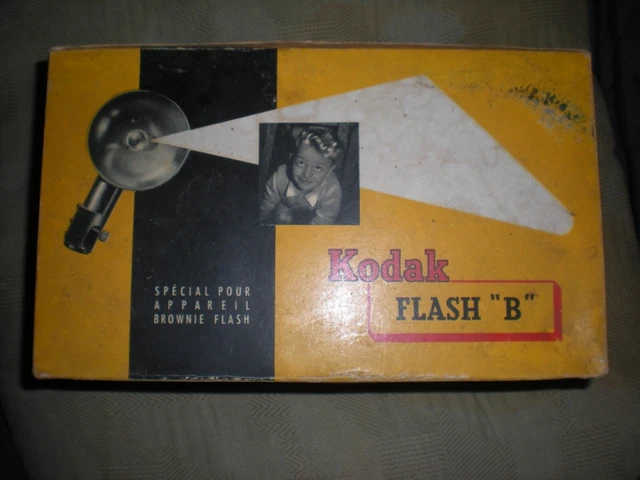 SPÉCIAL POUR
APPAREIL
BROWNIE FLASH
Kodak
FLASH "B"